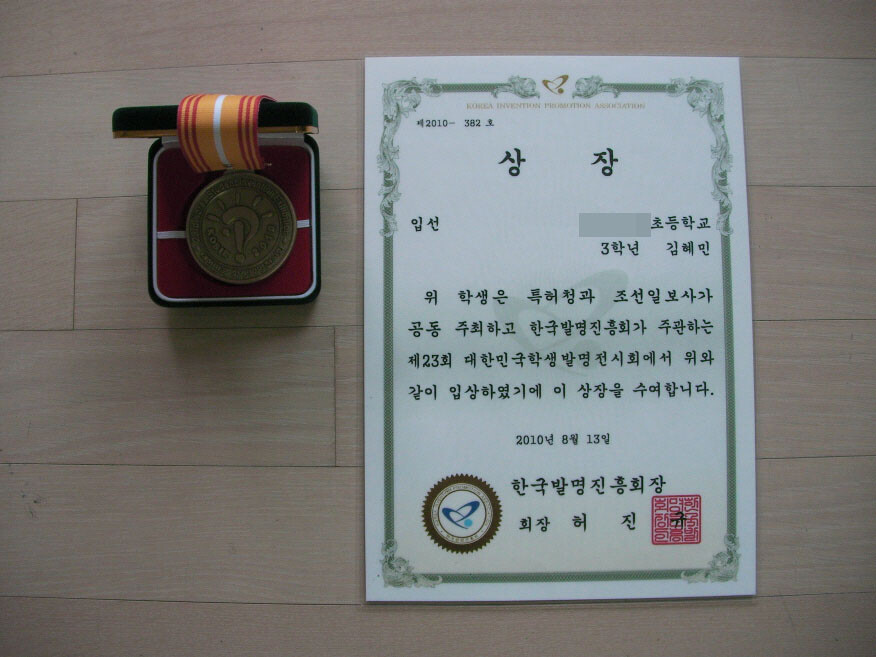 KOREA INVENTION PROMOTION ASSOCIATION
제2010- 382 호
상 장
입선
초등학교
3학년 김혜민
위 학생은 특허청과 조선일보사가
공동 주최하고 한국발명진흥회가 주관하는
제23회 대한민국학생발명전시회에서 위와
같이 입상하였기에 이 상장을 수여합니다.
2010년 8월 13일
한국발명진흥회장
회장 허 진 규